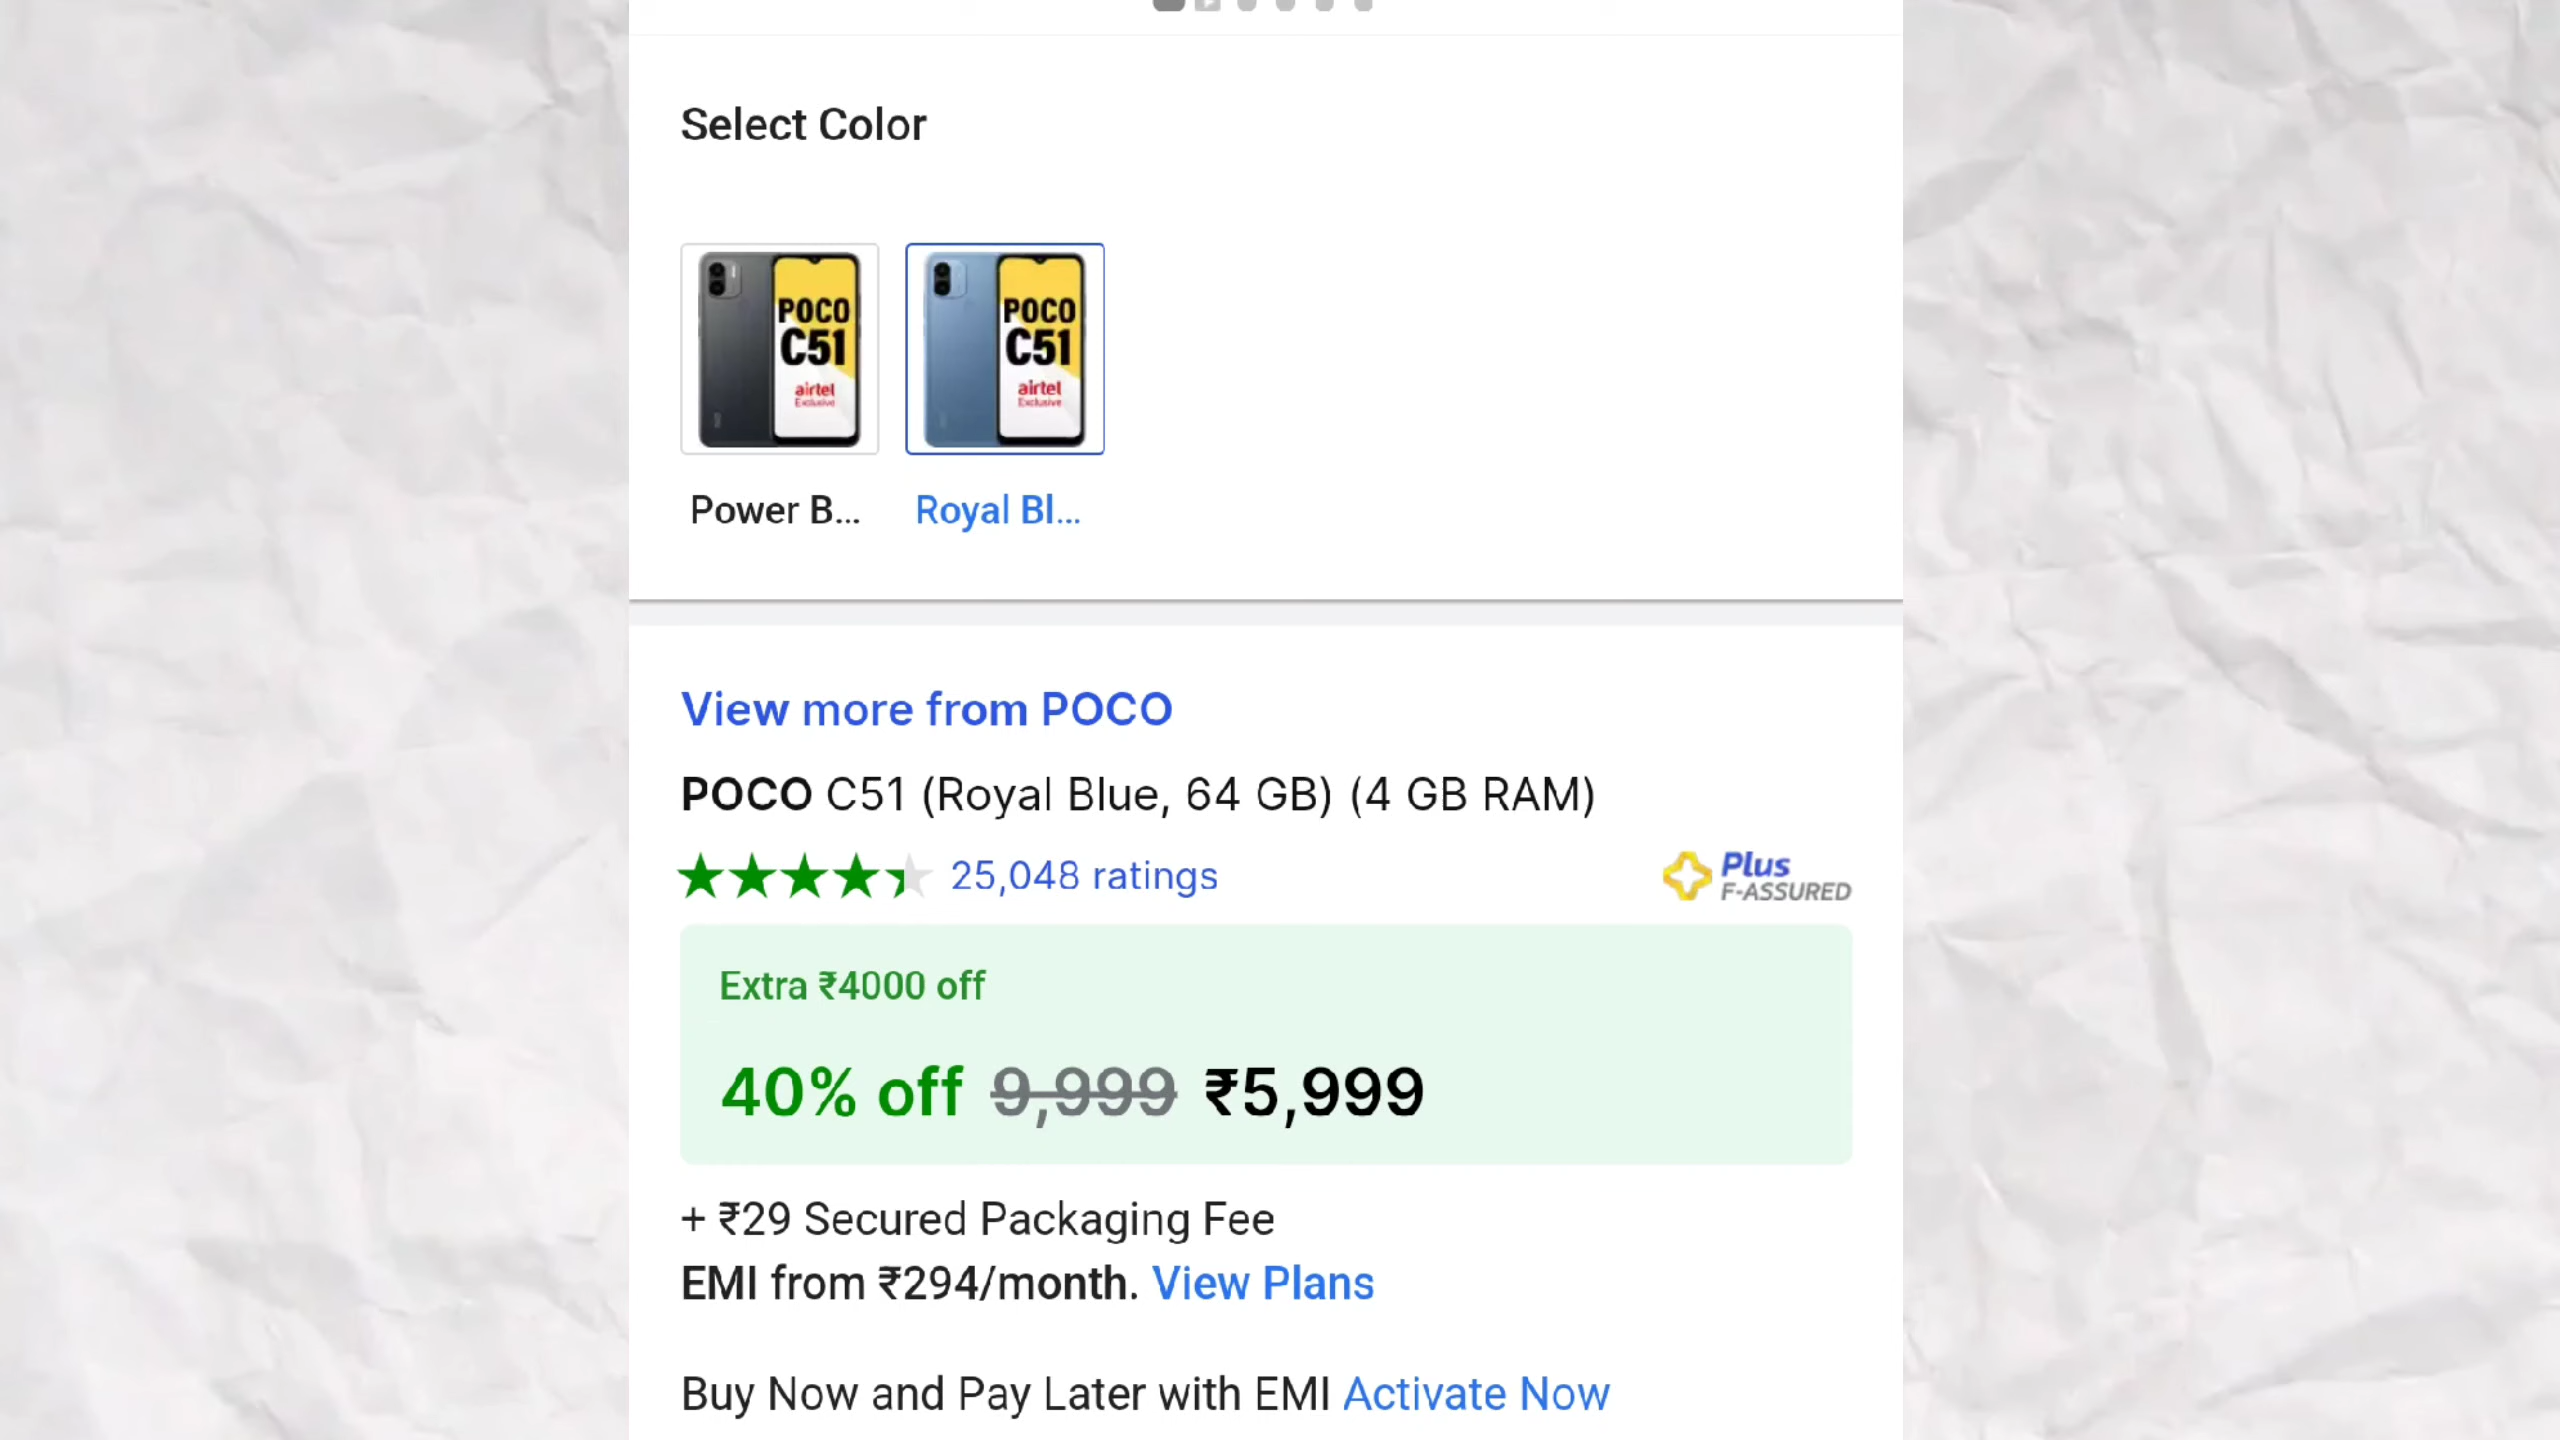 Select Color
POCO
C51
airtel
Exclusive
POCO
C51
airtel
Exclusive
Power B...
Royal Bl...
View more from POCO
POCO C51 (Royal Blue, 64 GB) (4 GB RAM)
25,048 ratings
Plus
F-ASSURED
Extra ₹4000 off
40% off 9,999 ₹5,999
+ ₹29 Secured Packaging Fee
EMI from ₹294/month. View Plans
Buy Now and Pay Later with EMI Activate Now